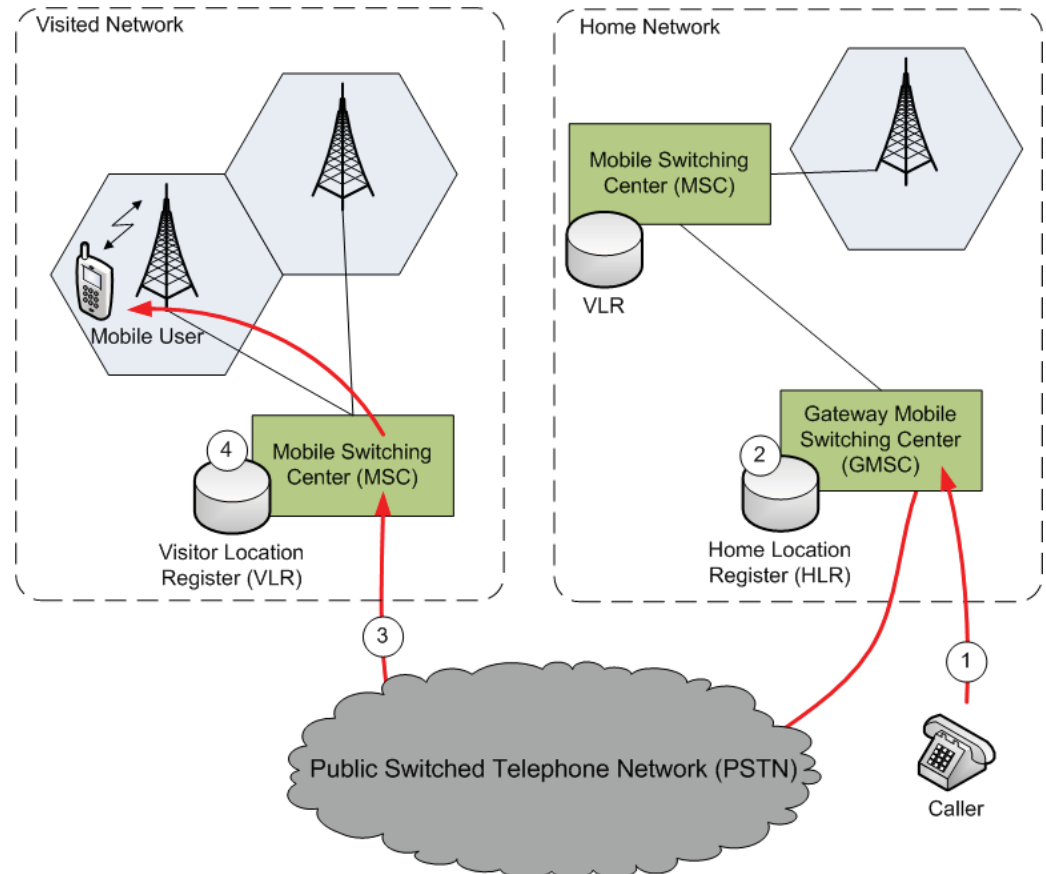 Visited Network
Home Network
Mobile Switching
Center (MSC)
VLR
Mobile User
4
Mobile Switching
Center (MSC)
Visitor Location
Register (VLR)
Gateway Mobile
Switching Center
(GMSC)
2
Home Location
Register (HLR)
3
1
Public Switched Telephone Network (PSTN)
Caller